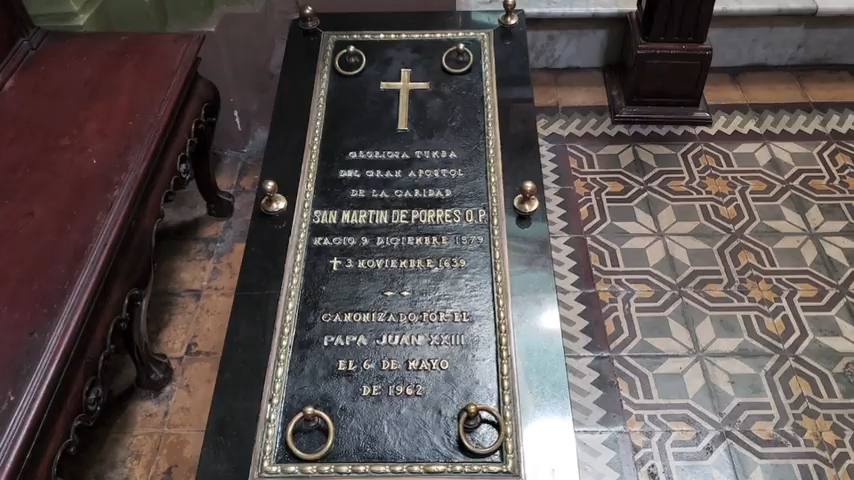 GLORIOSA TUMBA
DEL GRAN APOSTOL
DE LA CARIDAD
SAN MARTIN DE PORRES O.P.
NACIO 9 DICIEMBRE 1579
† 3 NOVIEMBRE 1639
CANONIZADO POR EL
PAPA JUAN XXIII
EL 6 DE MAYO
DE 1962